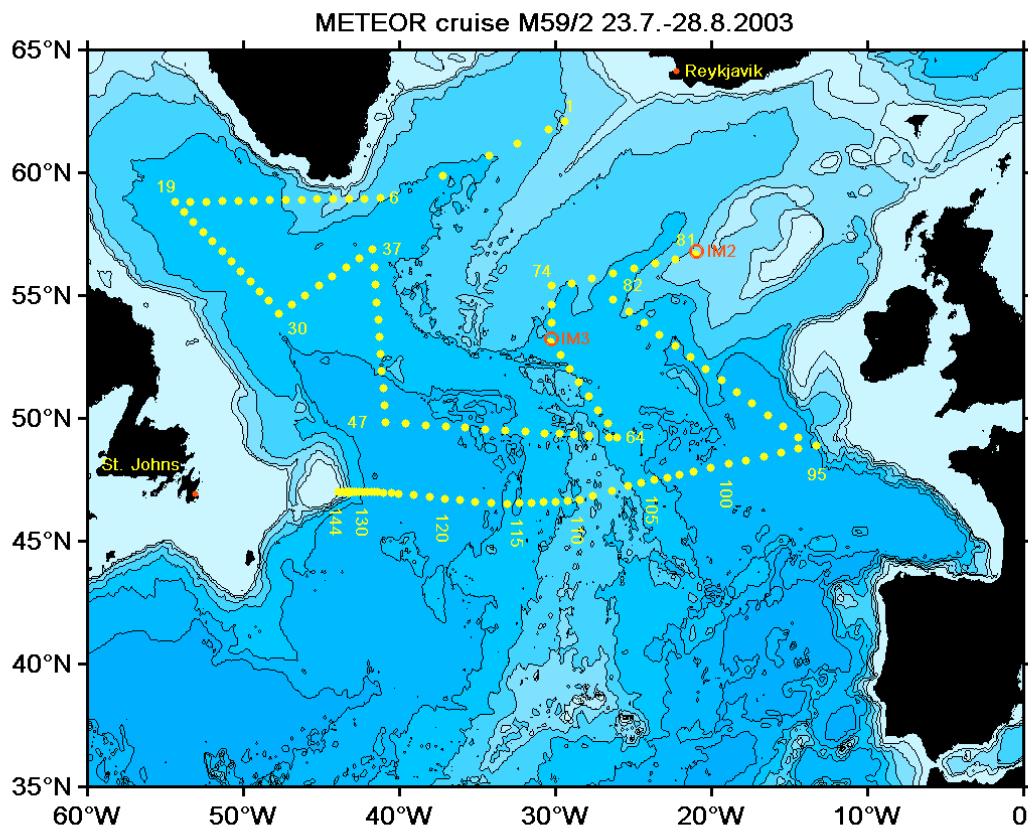 METEOR cruise M59/2 23.7.-28.8.2003
65°N
Reykjavik
1
60°N
19
6
37
81
IM2
74
82
55°N
30
IM3
50°N
47
64
St. Johns
95
100
105
110
115
120
130
144
45°N
40°N
35°N
60°W
50°W
40°W
30°W
20°W
10°W
0